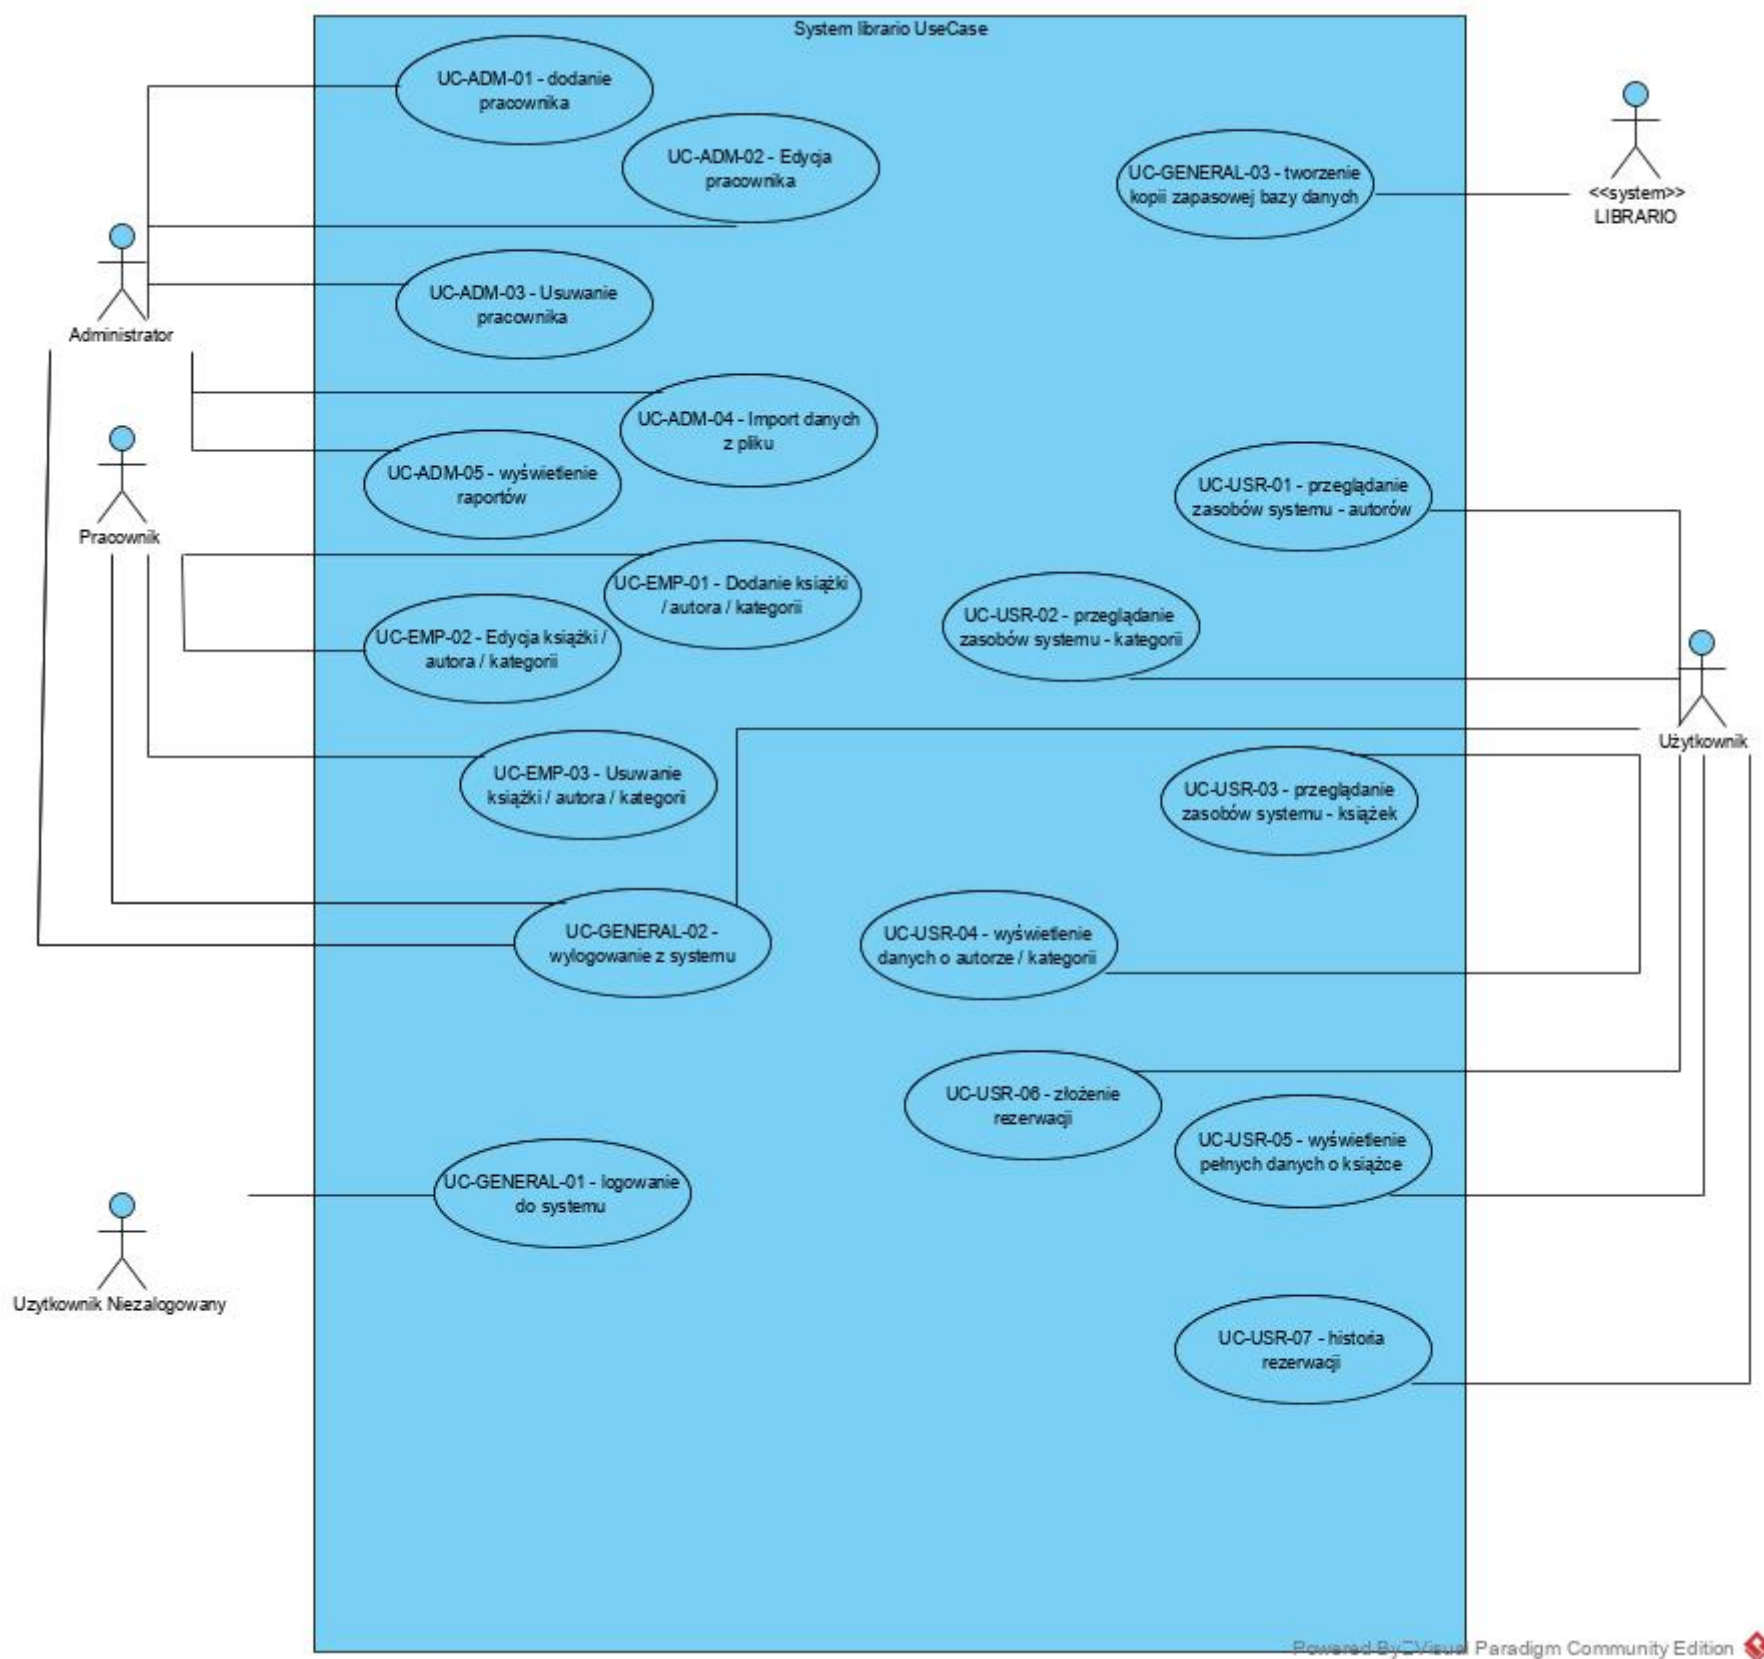 System librario UseCase
UC-ADM-01 - dodanie
pracownika
UC-ADM-02 - Edycja
pracownika
UC-GENERAL-03 - tworzenie
kopii zapasowej bazy danych
<<system>>
LIBRARIO
UC-ADM-03 - Usuwanie
pracownika
Administrator
UC-ADM-04 - Import danych
z pliku
UC-ADM-05 - wyświetlenie
raportów
UC-USR-01 - przeglądanie
zasobów systemu - autorów
Pracownik
UC-EMP-01 - Dodanie książki
/ autora / kategorii
UC-USR-02 - przeglądanie
zasobów systemu - kategorii
UC-EMP-02 - Edycja książki /
autora / kategorii
Użytkownik
UC-EMP-03 - Usuwanie
książki / autora / kategorii
UC-USR-03 - przeglądanie
zasobów systemu - książek
UC-GENERAL-02 -
wylogowanie z systemu
UC-USR-04 - wyświetlenie
danych o autorze / kategorii
UC-USR-06 - złożenie
rezerwacji
UC-USR-05 - wyświetlenie
pełnych danych o książce
UC-GENERAL-01 - logowanie
do systemu
Uzytkownik Niezalogowany
UC-USR-07 - historia
rezerwacji
Powered By Visual Paradigm Community Edition